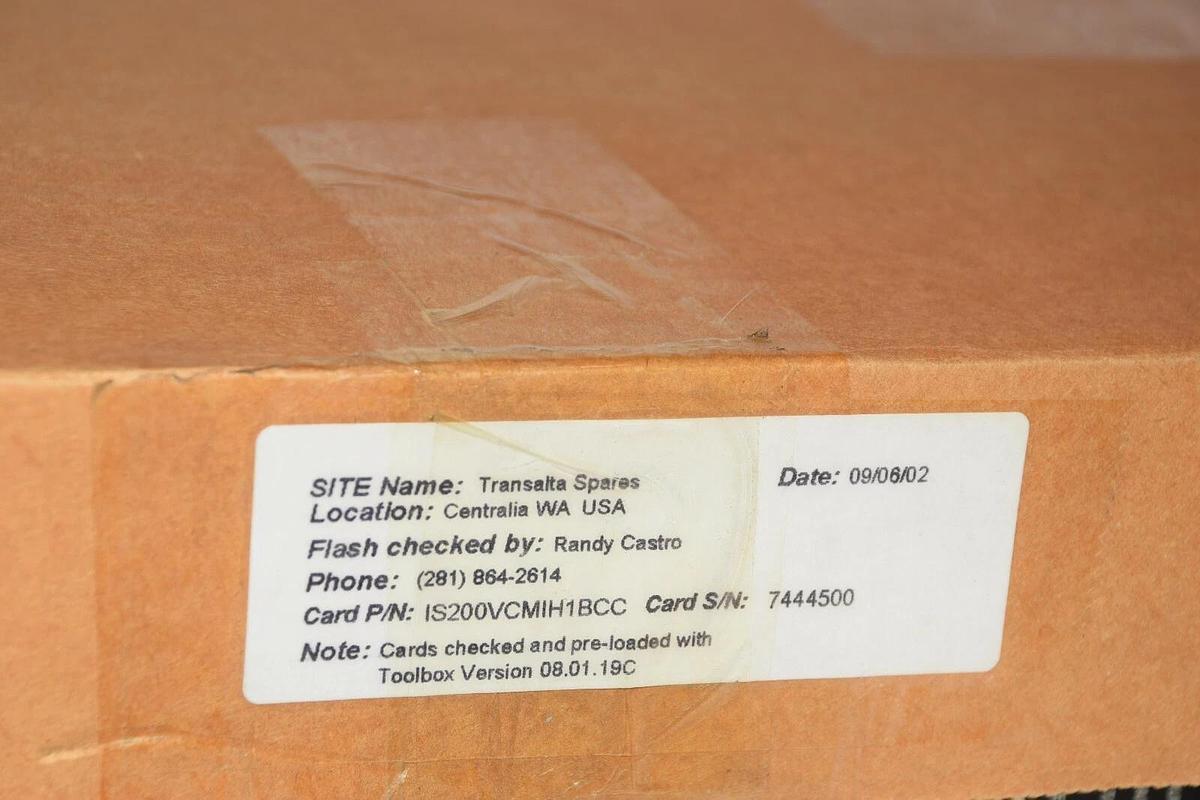 SITE Name: Transalta Spares Date: 09/06/02
Location: Centralia WA USA
Flash checked by: Randy Castro
Phone: (281) 864-2614
Card P/N: IS200VCMIH1BCC Card S/N: 7444500
Note: Cards checked and pre-loaded with
Toolbox Version 08.01.19C